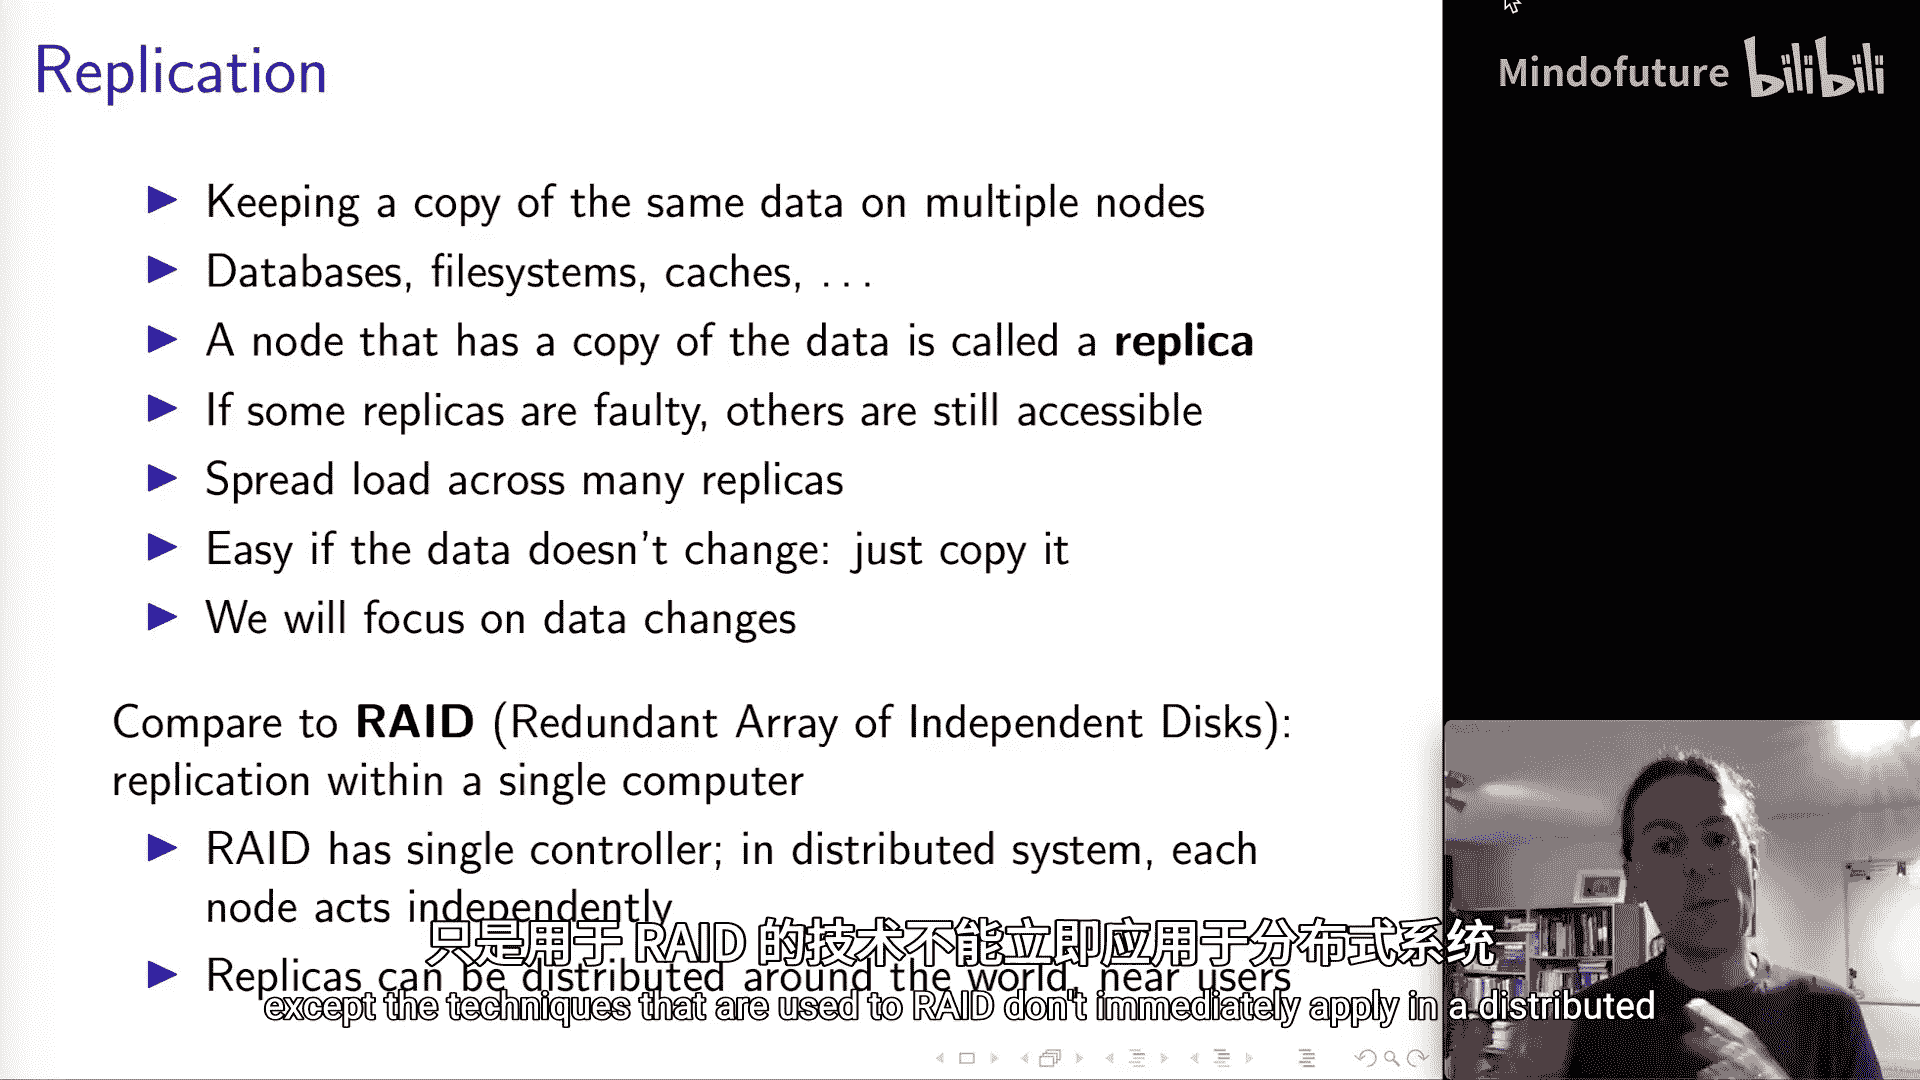 Replication
Mindofuture bilibili
Keeping a copy of the same data on multiple nodes
Databases, filesystems, caches, ...
A node that has a copy of the data is called a replica
If some replicas are faulty, others are still accessible
Spread load across many replicas
Easy if the data doesn't change: just copy it
We will focus on data changes
Compare to RAID (Redundant Array of Independent Disks):
replication within a single computer
RAID has single controller; in distributed system, each
node acts independently
只是用于 RAID 的技术不能立即应用于分布式系统
Replicas can be distributed around the world, near users
except the techniques that are used to RAID don't immediately apply in a distributed